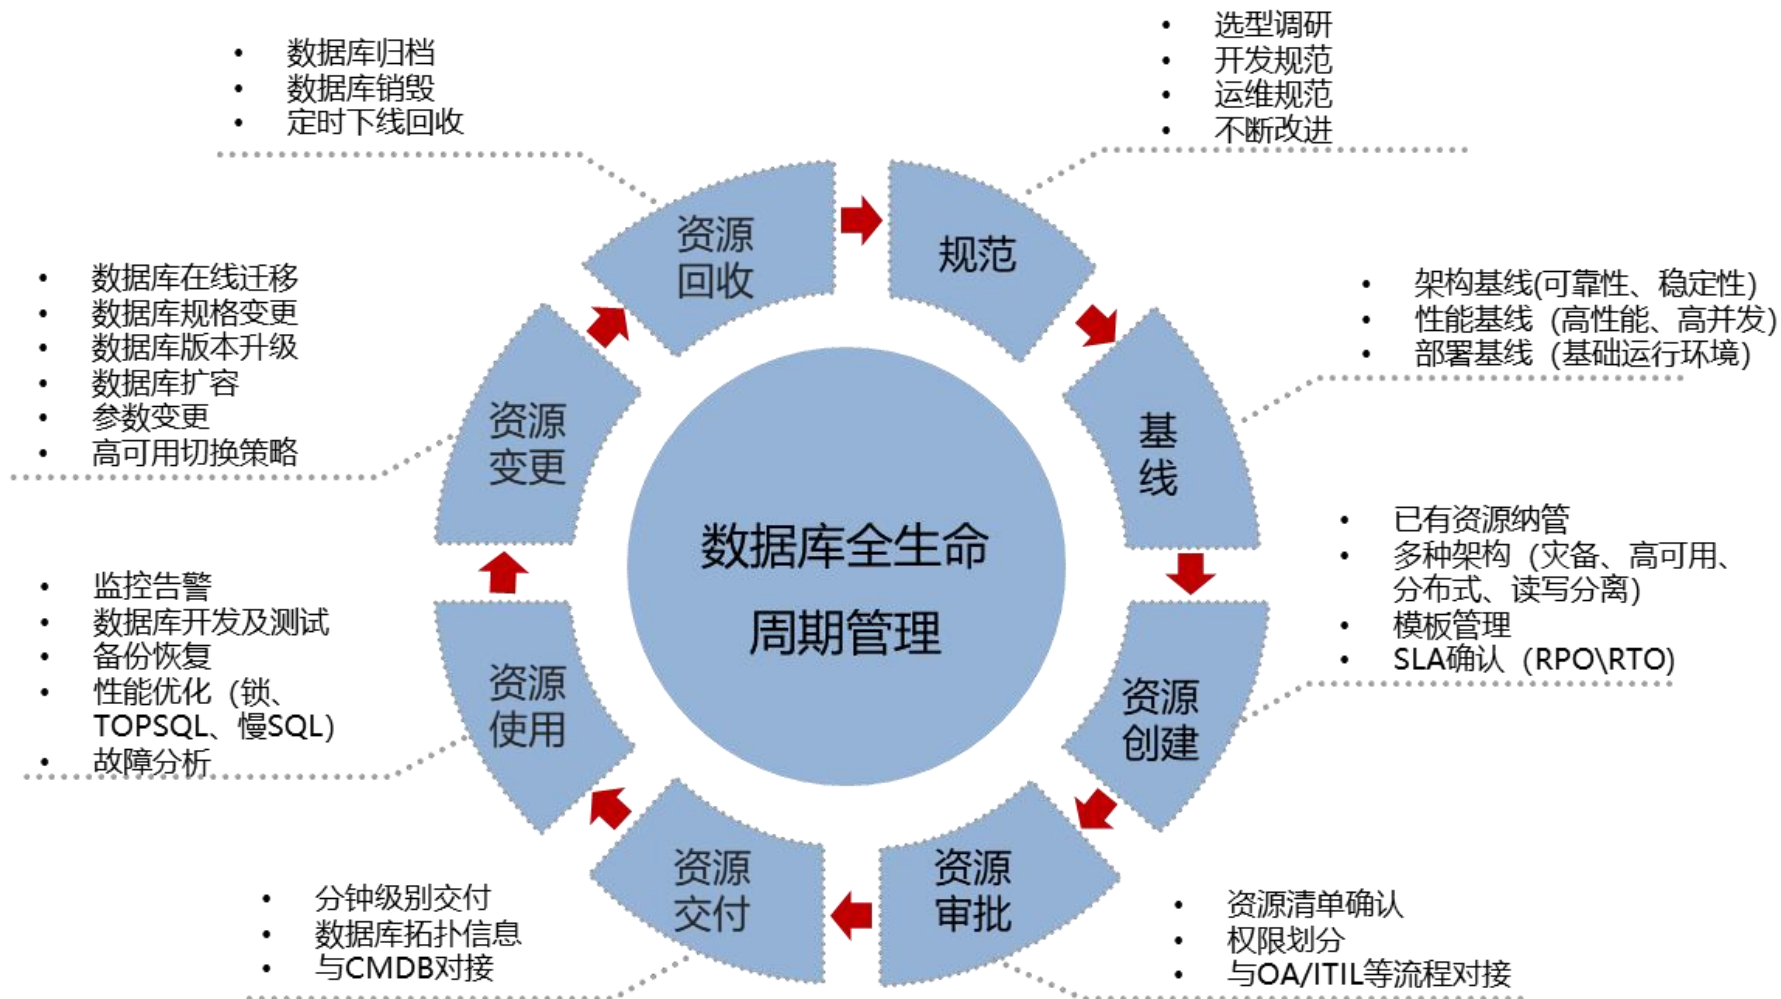 数据库全生命
周期管理
规范
• 选型调研
• 开发规范
• 运维规范
• 不断改进
基
线
• 架构基线(可靠性、稳定性)
• 性能基线（高性能、高并发)
• 部署基线（基础运行环境)
资源
创建
• 已有资源纳管
• 多种架构（灾备、高可用、
分布式、读写分离)
• 模板管理
• SLA确认（RPO\RTO)
资源
审批
• 资源清单确认
• 权限划分
• 与OA/ITIL等流程对接
资源
交付
• 分钟级别交付
• 数据库拓扑信息
• 与CMDB对接
资源
使用
• 监控告警
• 数据库开发及测试
• 备份恢复
• 性能优化（锁、
TOPSQL、慢SQL)
• 故障分析
资源
变更
• 数据库在线迁移
• 数据库规格变更
• 数据库版本升级
• 数据库扩容
• 参数变更
• 高可用切换策略
资源
回收
• 数据库归档
• 数据库销毁
• 定时下线回收